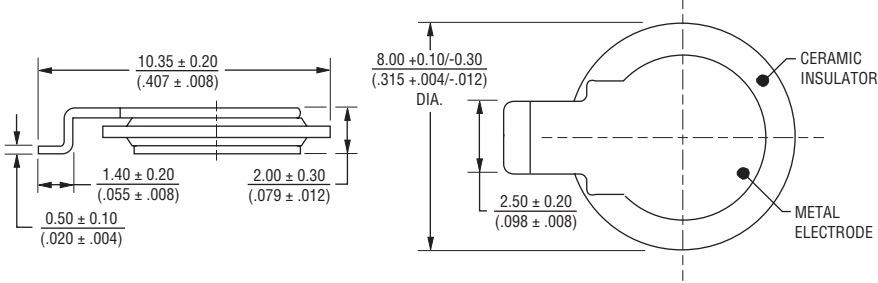 10.35 ± 0.20
(.407 ± .008)
1.40 ± 0.20
(.055 ± .008)
2.00 ± 0.30
(.079 ± .012)
0.50 ± 0.10
(.020 ± .004)
8.00 +0.10/-0.30
(.315 +.004/-.012)
DIA.
2.50 ± 0.20
(.098 ± .008)
CERAMIC
INSULATOR
METAL
ELECTRODE